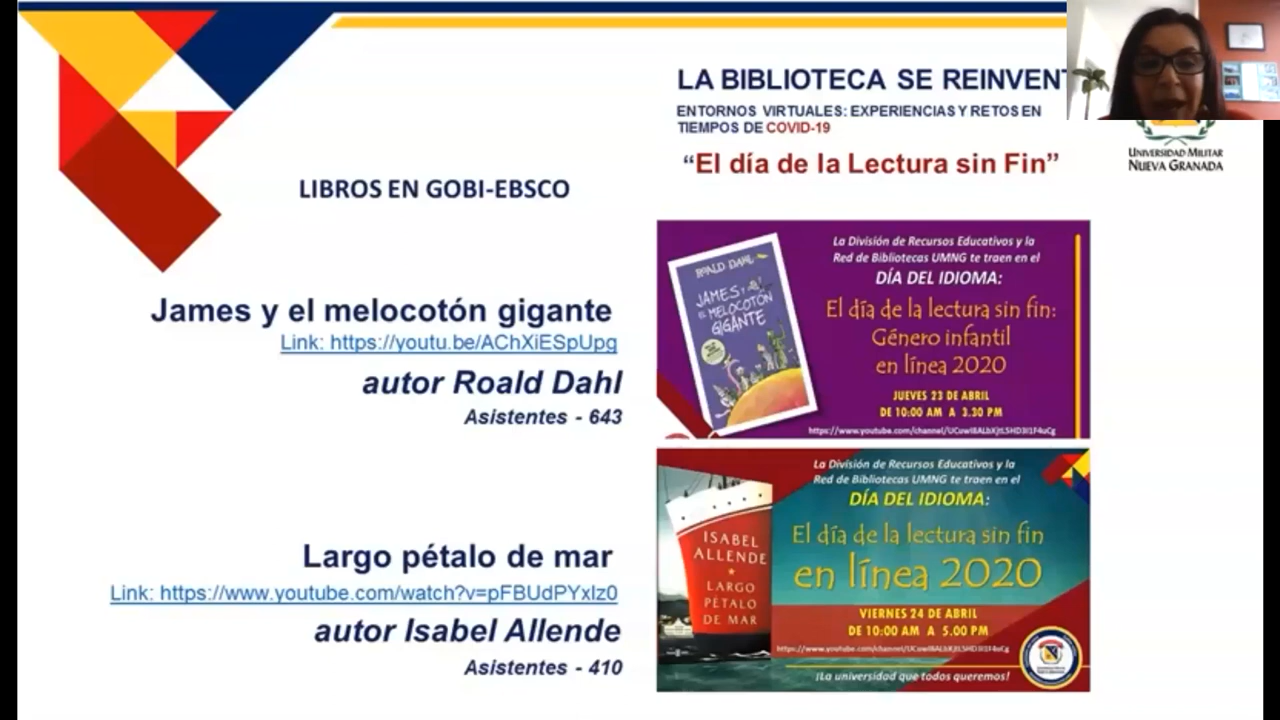 LA BIBLIOTECA SE REINVENT
ENTORNOS VIRTUALES: EXPERIENCIAS Y RETOS EN
TIEMPOS DE COVID-19
“El día de la Lectura sin Fin”
UNIVERSIDAD MILITAR
NUEVA GRANADA
LIBROS EN GOBI-EBSCO
James y el melocotón gigante
Link: https://youtu.be/AChXiESpUpg
autor Roald Dahl
Asistentes - 643
ROALD DAHL
JAMES Y
EL MELOCOTÓN
GIGANTE
La División de Recursos Educativos y la
Red de Bibliotecas UMNG te traen en el
DÍA DEL IDIOMA:
El día de la lectura sin fin:
Género infantil
en línea 2020
JUEVES 23 DE ABRIL
DE 10:00 AM A 3.30 PM
Largo pétalo de mar
Link: https://www.youtube.com/watch?v=pFBUdPYxlz0
autor Isabel Allende
Asistentes - 410
ISABEL
ALLENDE
LARGO
PÉTALO
DE MAR
La División de Recursos Educativos y la
Red de Bibliotecas UMNG te traen en el
DÍA DEL IDIOMA:
El día de la lectura sin fin
en línea 2020
VIERNES 24 DE ABRIL
DE 10:00 AM A 5.00 PM
¡La universidad que todos queremos!